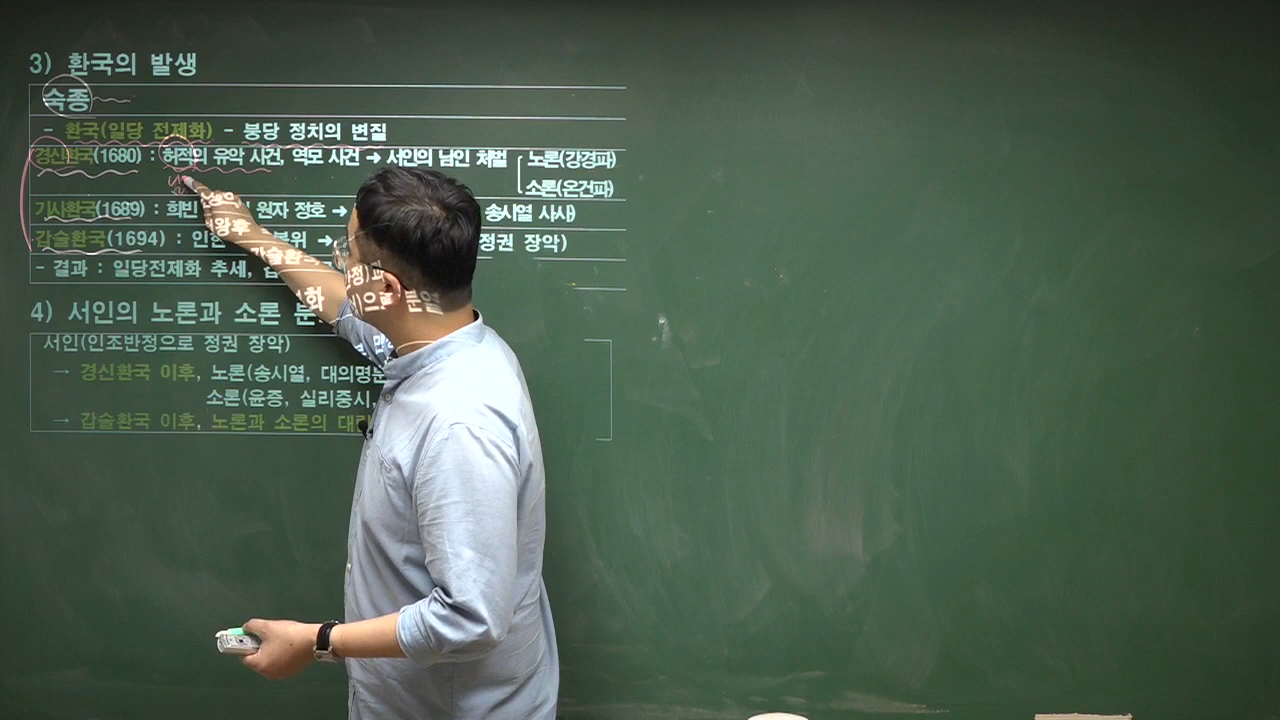 3) 환국의 발생
숙종
- 환국(일당 전제화) - 붕당 정치의 변질
경신환국(1680) : 허적의 유악 사건, 역모 사건 → 서인의 남인 처벌 노론(강경파)
소론(온건파)
기사환국(1689) : 희빈 원자 정호 → 송시열 사사)
갑술환국(1694) : 인현 복위 → 정권 장악)
- 결과 : 일당전제화 추세,
4) 서인의 노론과 소론 분
서인(인조반정으로 정권 장악)
→ 경신환국 이후, 노론(송시열, 대의명분
소론(윤증, 실리중시,
→ 갑술환국 이후, 노론과 소론의 대립